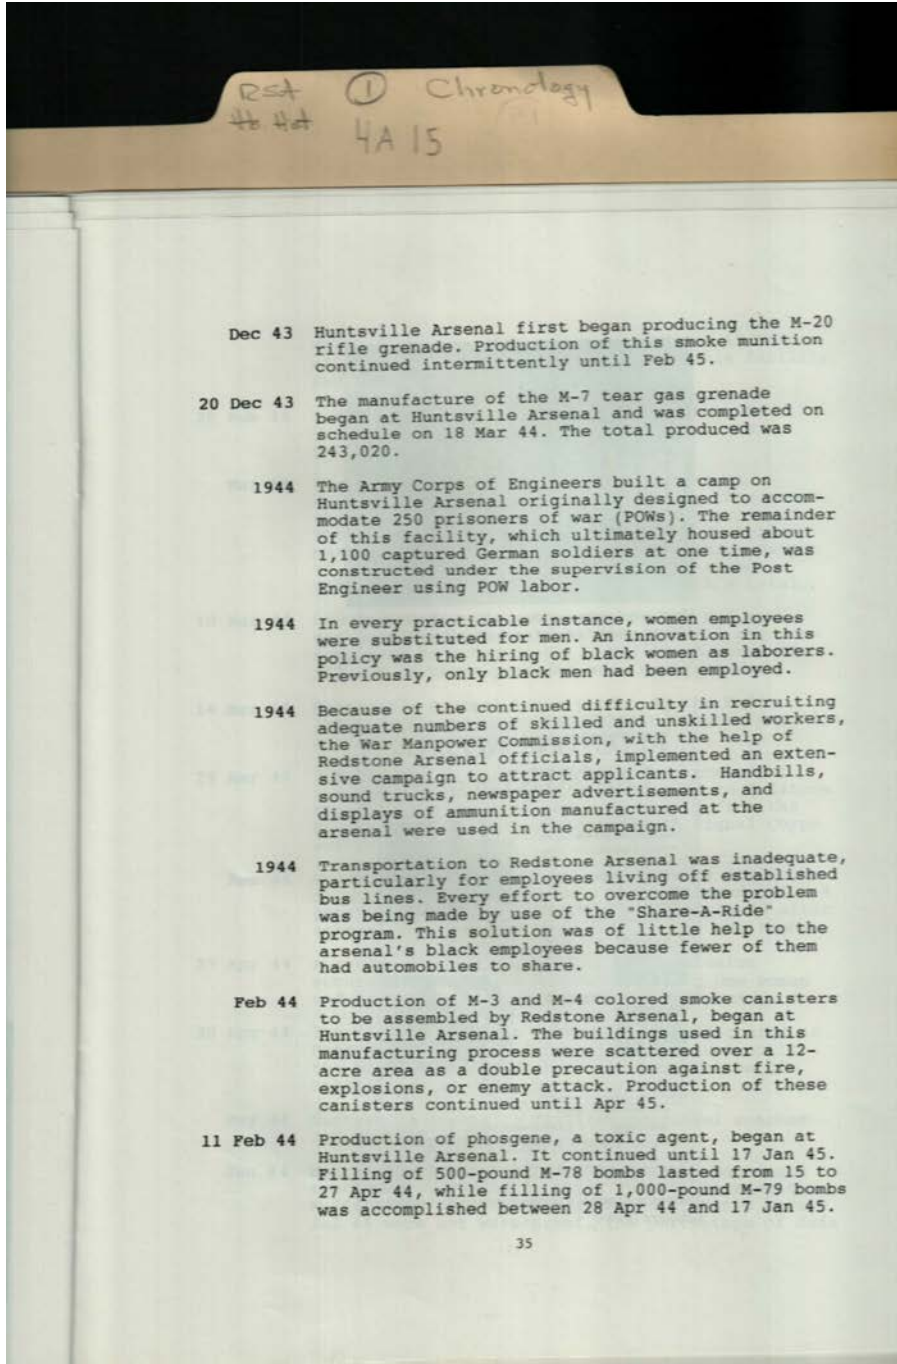 RSA ① Chronology
4A 15
Dec 43 Huntsville Arsenal first began producing the M-20
rifle grenade. Production of this smoke munition
continued intermittently until Feb 45.
20 Dec 43 The manufacture of the M-7 tear gas grenade
began at Huntsville Arsenal and was completed on
schedule on 18 Mar 44. The total produced was
243,020.
1944 The Army Corps of Engineers built a camp on
Huntsville Arsenal originally designed to accom-
modate 250 prisoners of war (POWs). The remainder
of this facility, which ultimately housed about
1,100 captured German soldiers at one time, was
constructed under the supervision of the Post
Engineer using POW labor.
1944 In every practicable instance, women employees
were substituted for men. An innovation in this
policy was the hiring of black women as laborers.
Previously, only black men had been employed.
1944 Because of the continued difficulty in recruiting
adequate numbers of skilled and unskilled workers,
the War Manpower Commission, with the help of
Redstone Arsenal officials, implemented an exten-
sive campaign to attract applicants. Handbills,
sound trucks, newspaper advertisements, and
displays of ammunition manufactured at the
arsenal were used in the campaign.
1944 Transportation to Redstone Arsenal was inadequate,
particularly for employees living off established
bus lines. Every effort to overcome the problem
was being made by use of the "Share-A-Ride"
program. This solution was of little help to the
arsenal's black employees because fewer of them
had automobiles to share.
Feb 44 Production of M-3 and M-4 colored smoke canisters
to be assembled by Redstone Arsenal, began at
Huntsville Arsenal. The buildings used in this
manufacturing process were scattered over a 12-
acre area as a double precaution against fire,
explosions, or enemy attack. Production of these
canisters continued until Apr 45.
11 Feb 44 Production of phosgene, a toxic agent, began at
Huntsville Arsenal. It continued until 17 Jan 45.
Filling of 500-pound M-78 bombs lasted from 15 to
27 Apr 44, while filling of 1,000-pound M-79 bombs
was accomplished between 28 Apr 44 and 17 Jan 45.
35